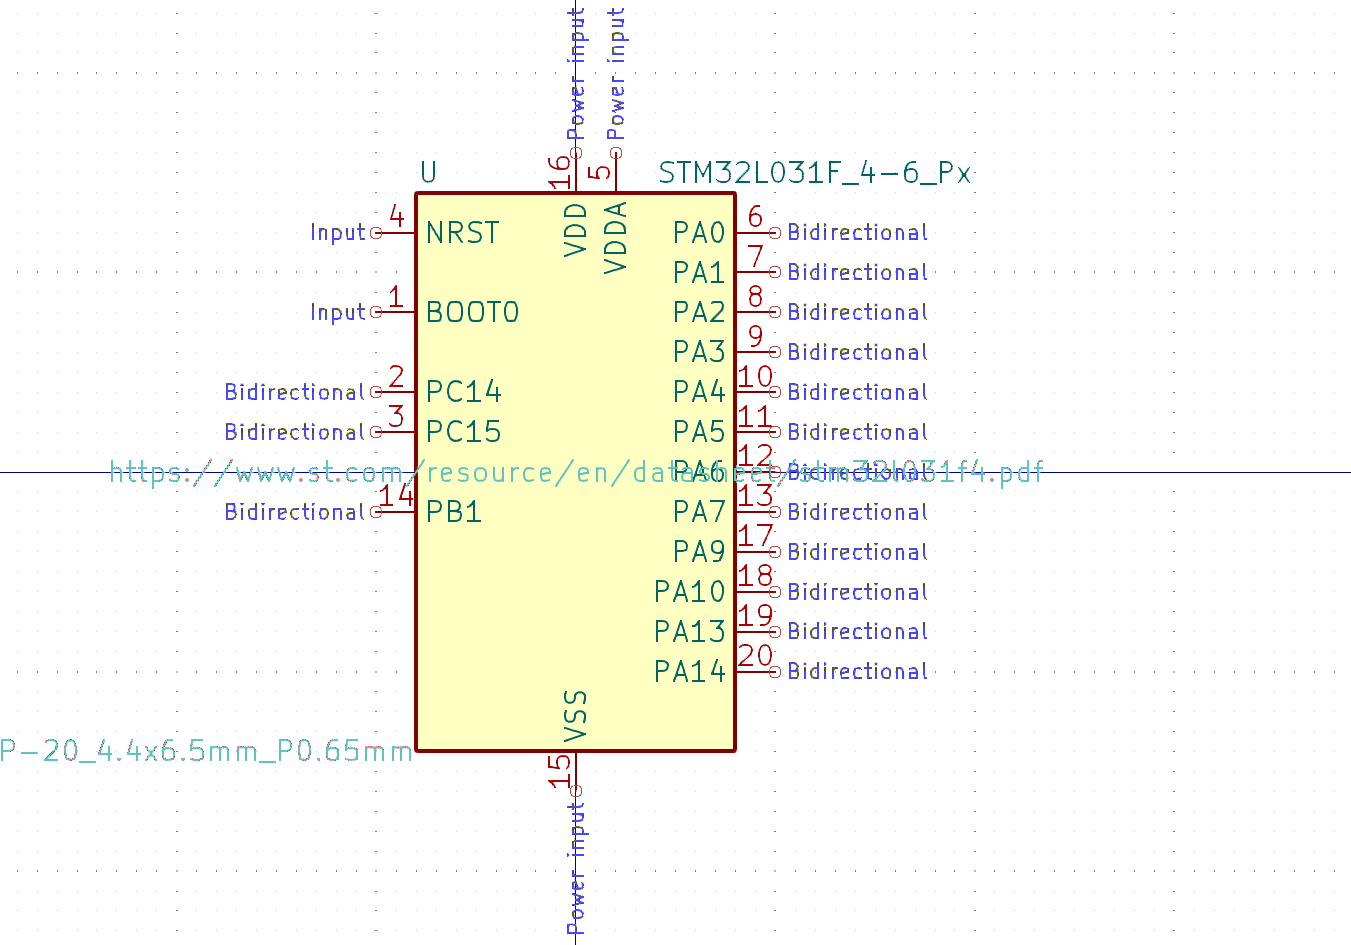 Power input
Power input
16
5
U
STM32L031F_4-6_Px
VDD
VDDA
Input 4 NRST
PA0 6 Bidirectional
PA1 7 Bidirectional
Input 1 BOOT0
PA2 8 Bidirectional
PA3 9 Bidirectional
Bidirectional 2 PC14
PA4 10 Bidirectional
Bidirectional 3 PC15
PA5 11 Bidirectional
https://www.st.com/resource/en/datasheet/stm32l031f4.pdf
PA6 12 Bidirectional
Bidirectional 14 PB1
PA7 13 Bidirectional
PA9 17 Bidirectional
PA10 18 Bidirectional
PA13 19 Bidirectional
PA14 20 Bidirectional
VSS
P-20_4.4x6.5mm_P0.65mm
15
Power input